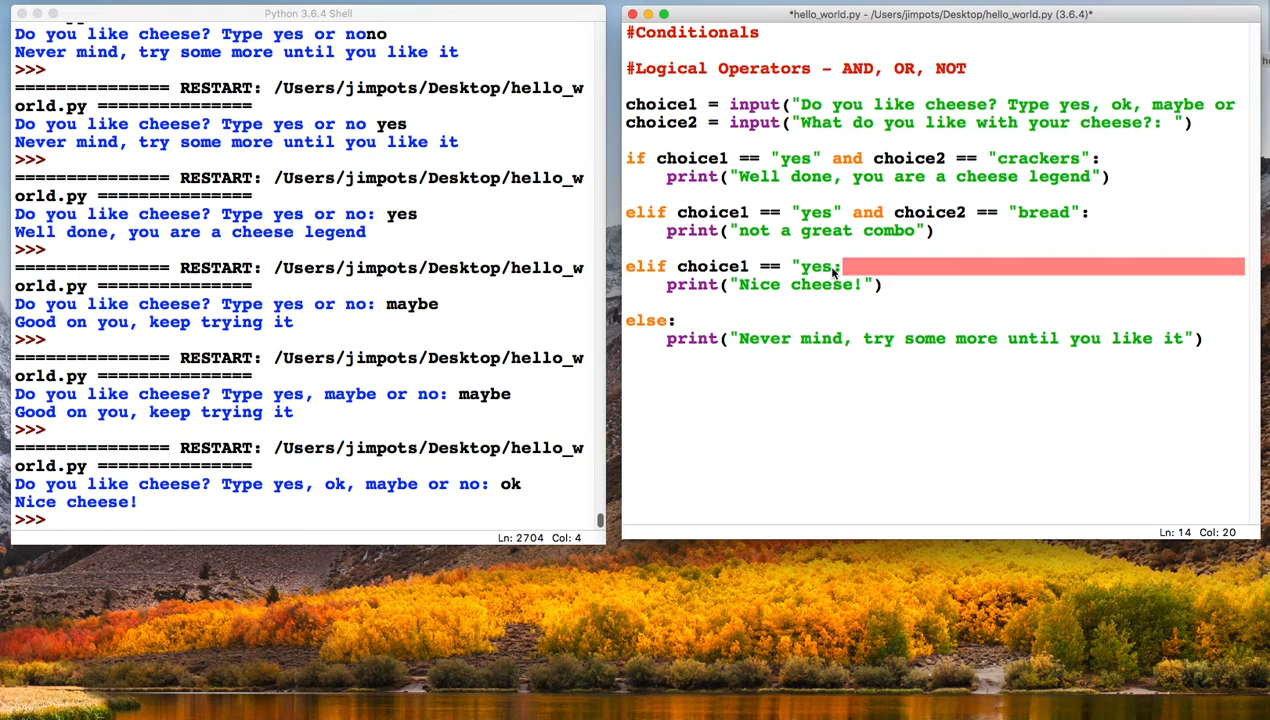 Python 3.6.4 Shell
Do you like cheese? Type yes or nono
Never mind, try some more until you like it
>>>
=============== RESTART: /Users/jimpots/Desktop/hello_w
orld.py ===============
Do you like cheese? Type yes or no yes
Never mind, try some more until you like it
>>>
=============== RESTART: /Users/jimpots/Desktop/hello_w
orld.py ===============
Do you like cheese? Type yes or no: yes
Well done, you are a cheese legend
>>>
=============== RESTART: /Users/jimpots/Desktop/hello_w
orld.py ===============
Do you like cheese? Type yes or no: maybe
Good on you, keep trying it
>>>
=============== RESTART: /Users/jimpots/Desktop/hello_w
orld.py ===============
Do you like cheese? Type yes, maybe or no: maybe
Good on you, keep trying it
>>>
=============== RESTART: /Users/jimpots/Desktop/hello_w
orld.py ===============
Do you like cheese? Type yes, ok, maybe or no: ok
Nice cheese!
>>>
Ln: 2704 Col: 4
*hello_world.py - /Users/jimpots/Desktop/hello_world.py (3.6.4)*
#Conditionals
#Logical Operators - AND, OR, NOT
choice1 = input("Do you like cheese? Type yes, ok, maybe or
choice2 = input("What do you like with your cheese?: ")
if choice1 == "yes" and choice2 == "crackers":
print("Well done, you are a cheese legend")
elif choice1 == "yes" and choice2 == "bread":
print("not a great combo")
elif choice1 == "yes:
print("Nice cheese!")
else:
print("Never mind, try some more until you like it")
Ln: 14 Col: 20